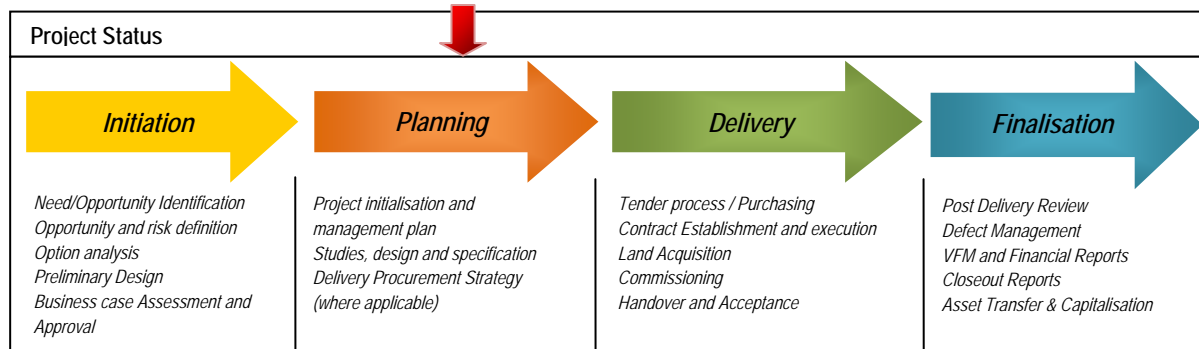 Project Status
Initiation
Planning
Delivery
Finalisation
Need/Opportunity Identification
Opportunity and risk definition
Option analysis
Preliminary Design
Business case Assessment and
Approval
Project initialisation and
management plan
Studies, design and specification
Delivery Procurement Strategy
(where applicable)
Tender process / Purchasing
Contract Establishment and execution
Land Acquisition
Commissioning
Handover and Acceptance
Post Delivery Review
Defect Management
VFM and Financial Reports
Closeout Reports
Asset Transfer & Capitalisation